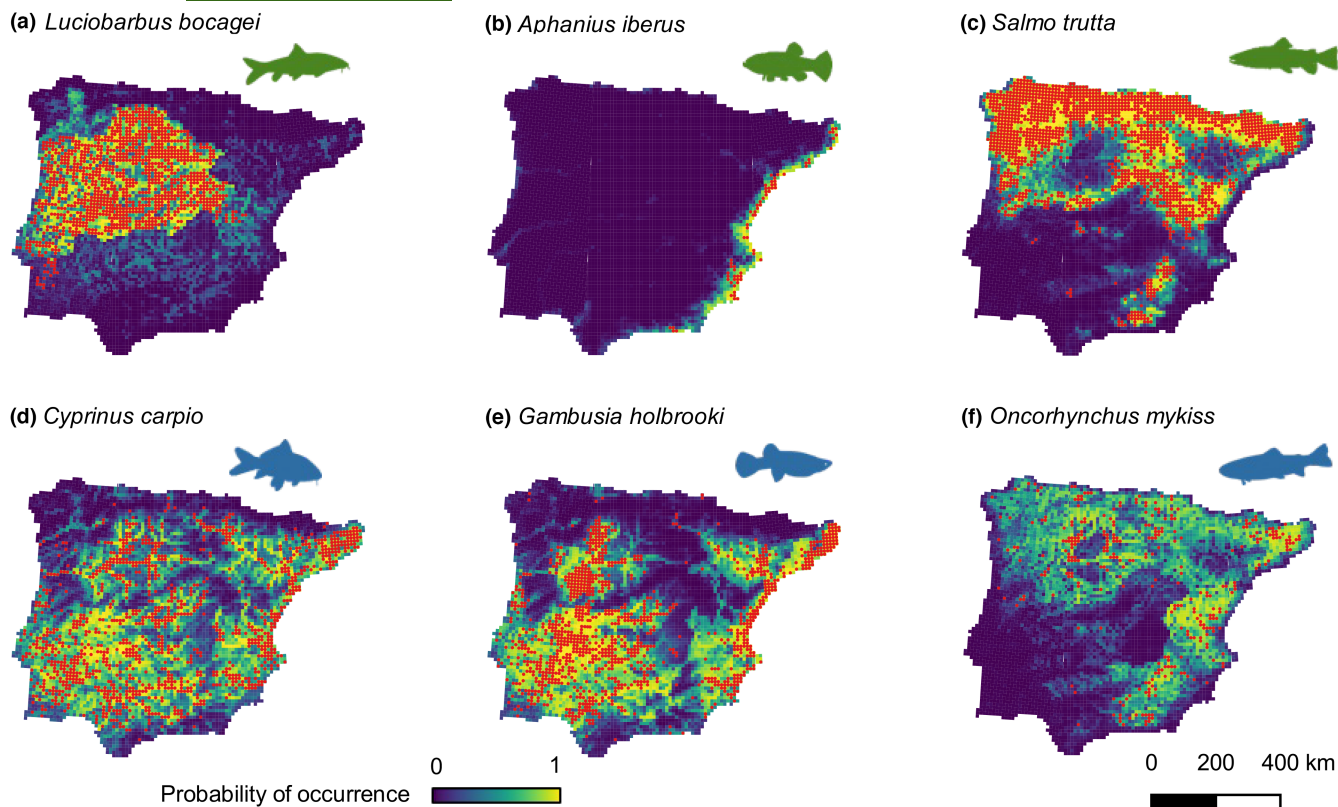 (a) Luciobarbus bocagei
(b) Aphanius iberus
(c) Salmo trutta
(d) Cyprinus carpio
(e) Gambusia holbrooki
(f) Oncorhynchus mykiss
0 1
Probability of occurrence
0 200 400 km